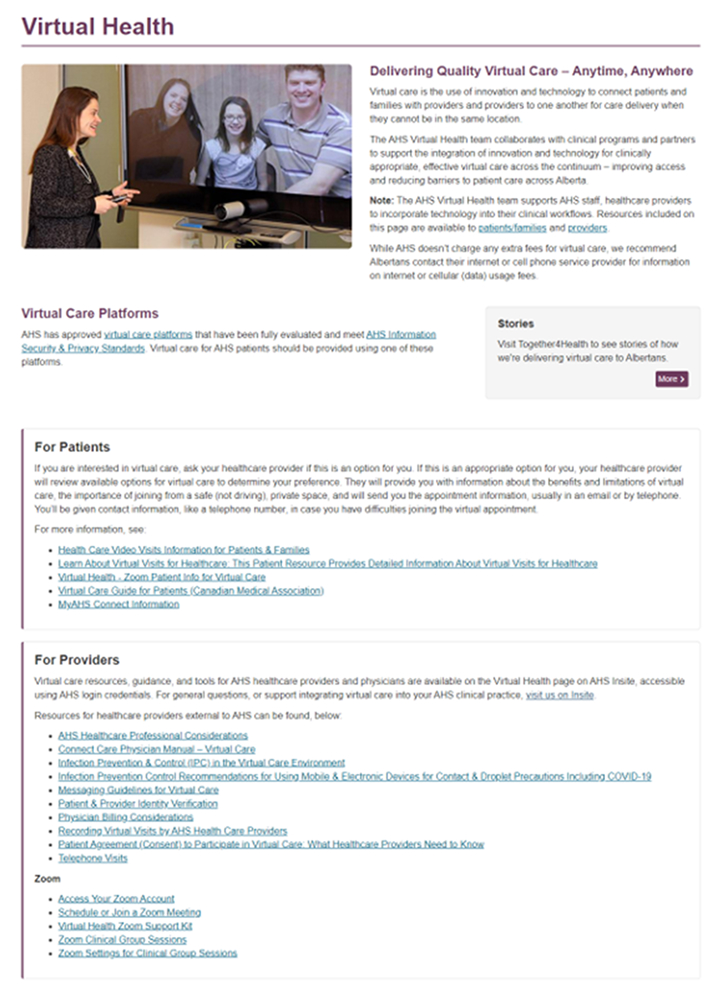 Virtual Health
Delivering Quality Virtual Care – Anytime, Anywhere
Virtual care is the use of innovation and technology to connect patients and
families with providers and providers to one another for care delivery when
they cannot be in the same location.
The AHS Virtual Health team collaborates with clinical programs and partners
to support the integration of innovation and technology for clinically
appropriate, effective virtual care across the continuum – improving access
and reducing barriers to patient care across Alberta.
Note: The AHS Virtual Health team supports AHS staff, healthcare providers
to incorporate technology into their clinical workflows. Resources included on
this page are available to patients/families and providers.
While AHS doesn't charge any extra fees for virtual care, we recommend
Albertans contact their internet or cell phone service provider for information
on internet or cellular (data) usage fees.
Virtual Care Platforms
AHS has approved virtual care platforms that have been fully evaluated and meet AHS Information
Security & Privacy Standards. Virtual care for AHS patients should be provided using one of these
platforms.
Stories
Visit Together4Health to see stories of how
we're delivering virtual care to Albertans.
More >
For Patients
If you are interested in virtual care, ask your healthcare provider if this is an option for you. If this is an appropriate option for you, your healthcare provider
will review available options for virtual care to determine your preference. They will provide you with information about the benefits and limitations of virtual
care, the importance of joining from a safe (not driving), private space, and will send you the appointment information, usually in an email or by telephone.
You'll be given contact information, like a telephone number, in case you have difficulties joining the virtual appointment.
For more information, see:
• Health Care Video Visits Information for Patients & Families
• Learn About Virtual Visits for Healthcare: This Patient Resource Provides Detailed Information About Virtual Visits for Healthcare
• Virtual Health - Zoom Patient Info for Virtual Care
• Virtual Care Guide for Patients (Canadian Medical Association)
• MyAHS Connect Information
For Providers
Virtual care resources, guidance, and tools for AHS healthcare providers and physicians are available on the Virtual Health page on AHS Insite, accessible
using AHS login credentials. For general questions, or support integrating virtual care into your AHS clinical practice, visit us on Insite.
Resources for healthcare providers external to AHS can be found, below:
• AHS Healthcare Professional Considerations
• Connect Care Physician Manual – Virtual Care
• Infection Prevention & Control (IPC) in the Virtual Care Environment
• Infection Prevention Control Recommendations for Using Mobile & Electronic Devices for Contact & Droplet Precautions Including COVID-19
• Messaging Guidelines for Virtual Care
• Patient & Provider Identity Verification
• Physician Billing Considerations
• Recording Virtual Visits by AHS Health Care Providers
• Patient Agreement (Consent) to Participate in Virtual Care: What Healthcare Providers Need to Know
• Telephone Visits
Zoom
• Access Your Zoom Account
• Schedule or Join a Zoom Meeting
• Virtual Health Zoom Support Kit
• Zoom Clinical Group Sessions
• Zoom Settings for Clinical Group Sessions